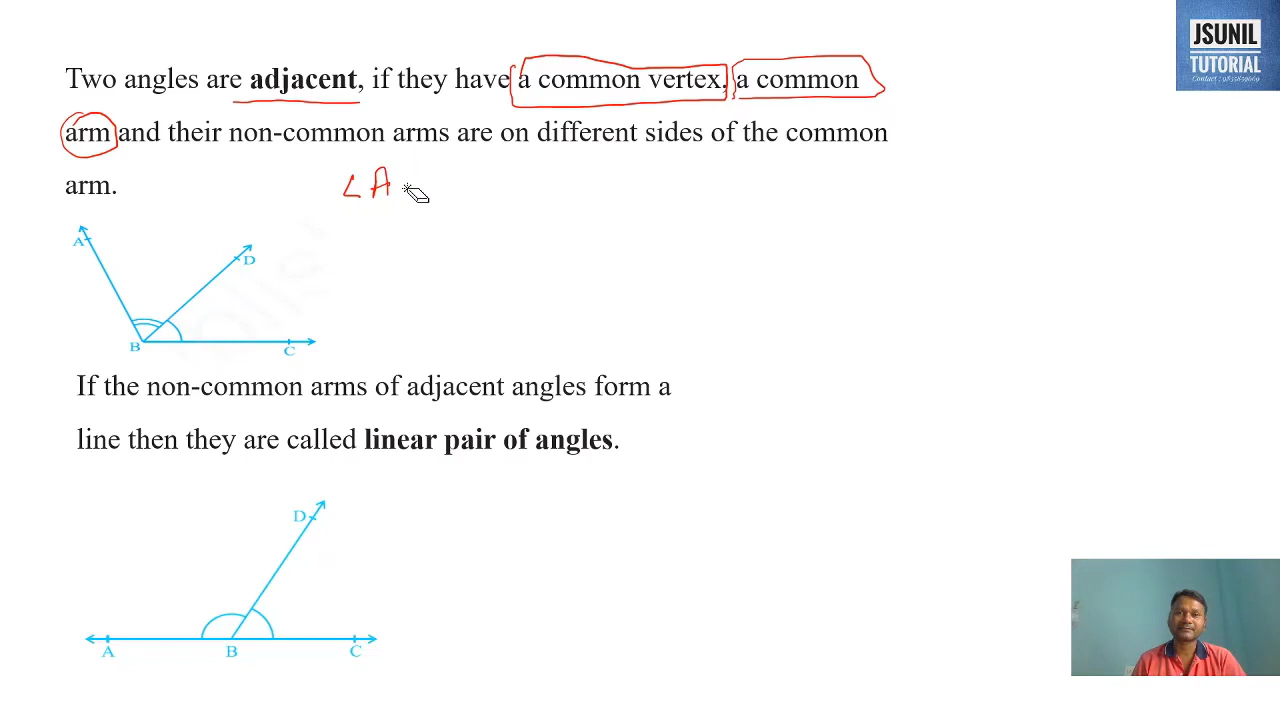 JSUNIL
TUTORIAL
Contact : 9835859669
Two angles are adjacent, if they have a common vertex, a common
arm and their non-common arms are on different sides of the common
arm.
∠A
A
D
B
C
If the non-common arms of adjacent angles form a
line then they are called linear pair of angles.
D
A
B
C